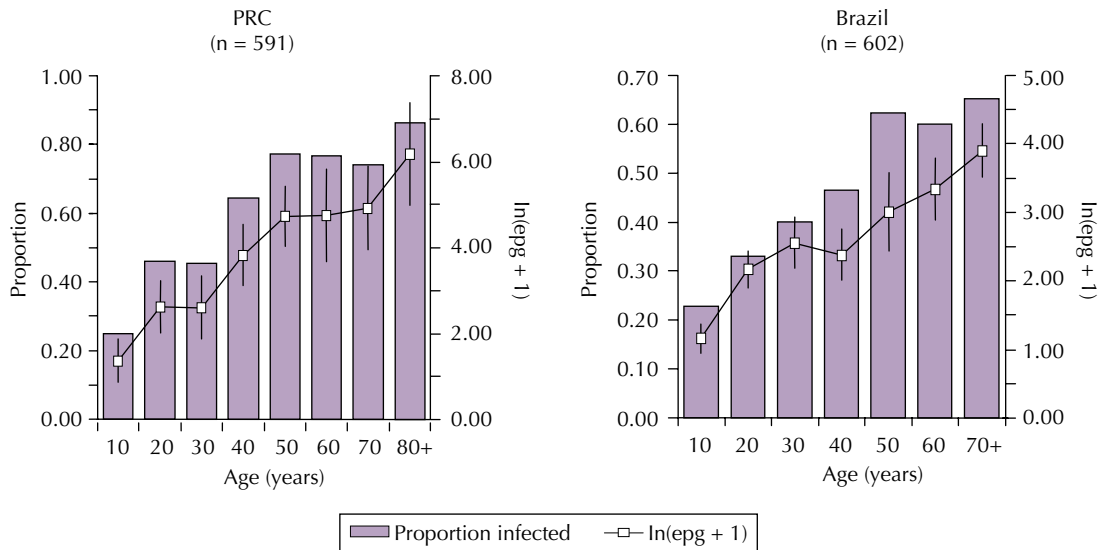 PRC
(n = 591)
1.00
0.80
0.60
0.40
0.20
0.00
Proportion
8.00
6.00
4.00
2.00
0.00
ln(epg + 1)
10 20 30 40 50 60 70 80+
Age (years)
Brazil
(n = 602)
0.70
0.60
0.50
0.40
0.30
0.20
0.10
0.00
Proportion
5.00
4.00
3.00
2.00
1.00
0.00
ln(epg + 1)
10 20 30 40 50 60 70+
Age (years)
Proportion infected ln(epg + 1)